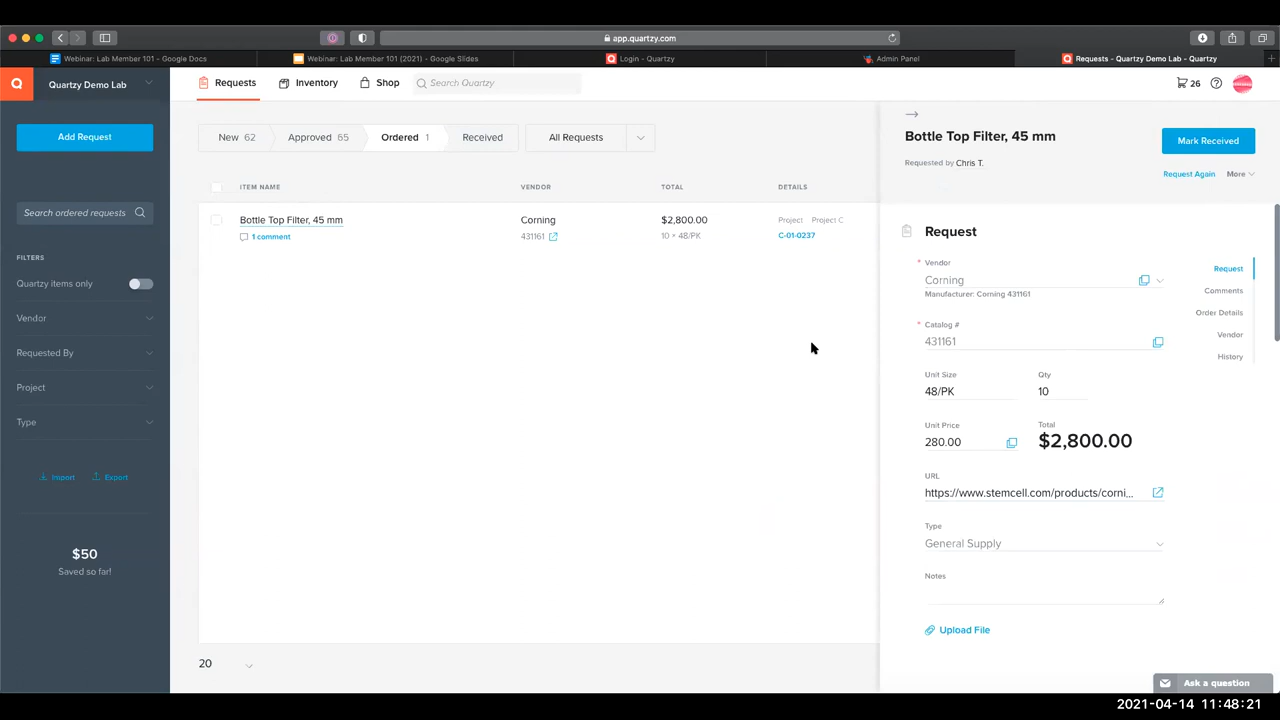 app.quartzy.com
Webinar: Lab Member 101 - Google Docs
Webinar: Lab Member 101 (2021) - Google Slides
Login - Quartzy
Admin Panel
Requests - Quartzy Demo Lab - Quartzy
Q
Quartzy Demo Lab
Requests
Inventory
Shop
Search Quartzy
26
Add Request
New 62
Approved 65
Ordered 1
Received
All Requests
Search ordered requests
FILTERS
Quartzy items only
Vendor
Requested By
Project
Type
Import
Export
$50
Saved so far!
ITEM NAME
VENDOR
TOTAL
DETAILS
Bottle Top Filter, 45 mm
Corning
$2,800.00
Project Project C
1 comment
431161
10 × 48/PK
C-01-0237
20
Bottle Top Filter, 45 mm
Mark Received
Requested by Chris T.
Request Again
More
Request
* Vendor
Corning
Manufacturer: Corning 431161
* Catalog #
431161
Unit Size
Qty
48/PK
10
Unit Price
Total
280.00
$2,800.00
URL
https://www.stemcell.com/products/corni...
Type
General Supply
Notes
Upload File
Request
Comments
Order Details
Vendor
History
Ask a question
2021-04-14 11:48:21